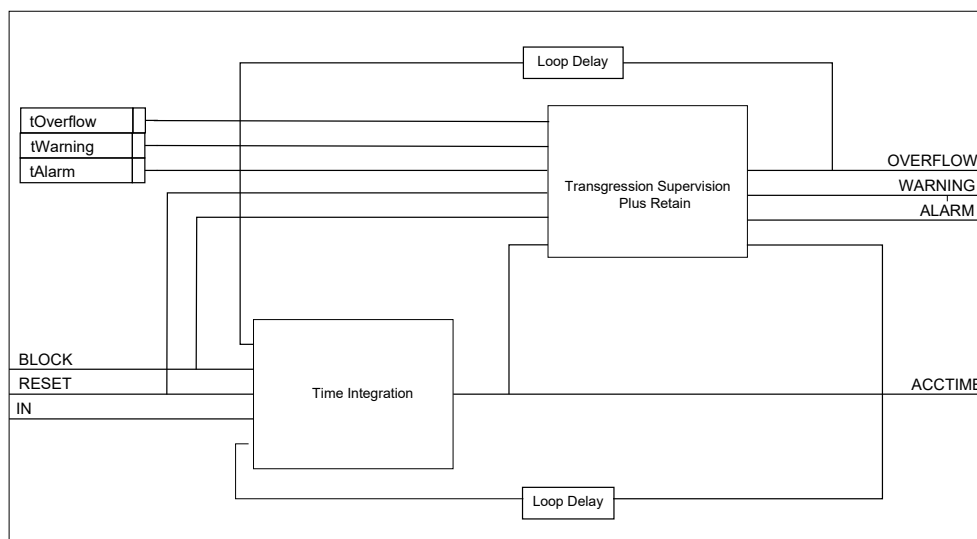 Loop Delay
tOverflow
tWarning
tAlarm
Transgression Supervision
Plus Retain
OVERFLOW
WARNING
ALARM
BLOCK
RESET
IN
Time Integration
ACCTIME
Loop Delay